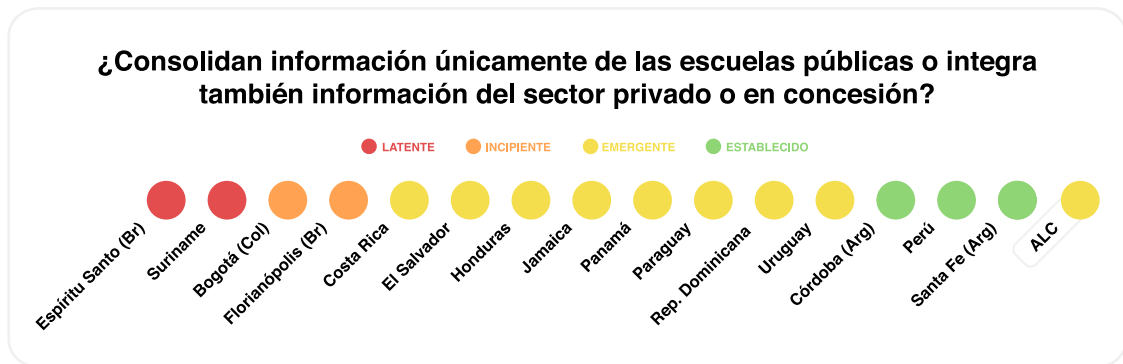 ¿Consolidan información únicamente de las escuelas públicas o integra
también información del sector privado o en concesión?
LATENTE INCIPIENTE EMERGENTE ESTABLECIDO
Espíritu Santo (Br)
Suriname
Bogotá (Col)
Florianópolis (Br)
Costa Rica
El Salvador
Honduras
Jamaica
Panamá
Paraguay
Rep. Dominicana
Uruguay
Córdoba (Arg)
Perú
Santa Fe (Arg)
ALC